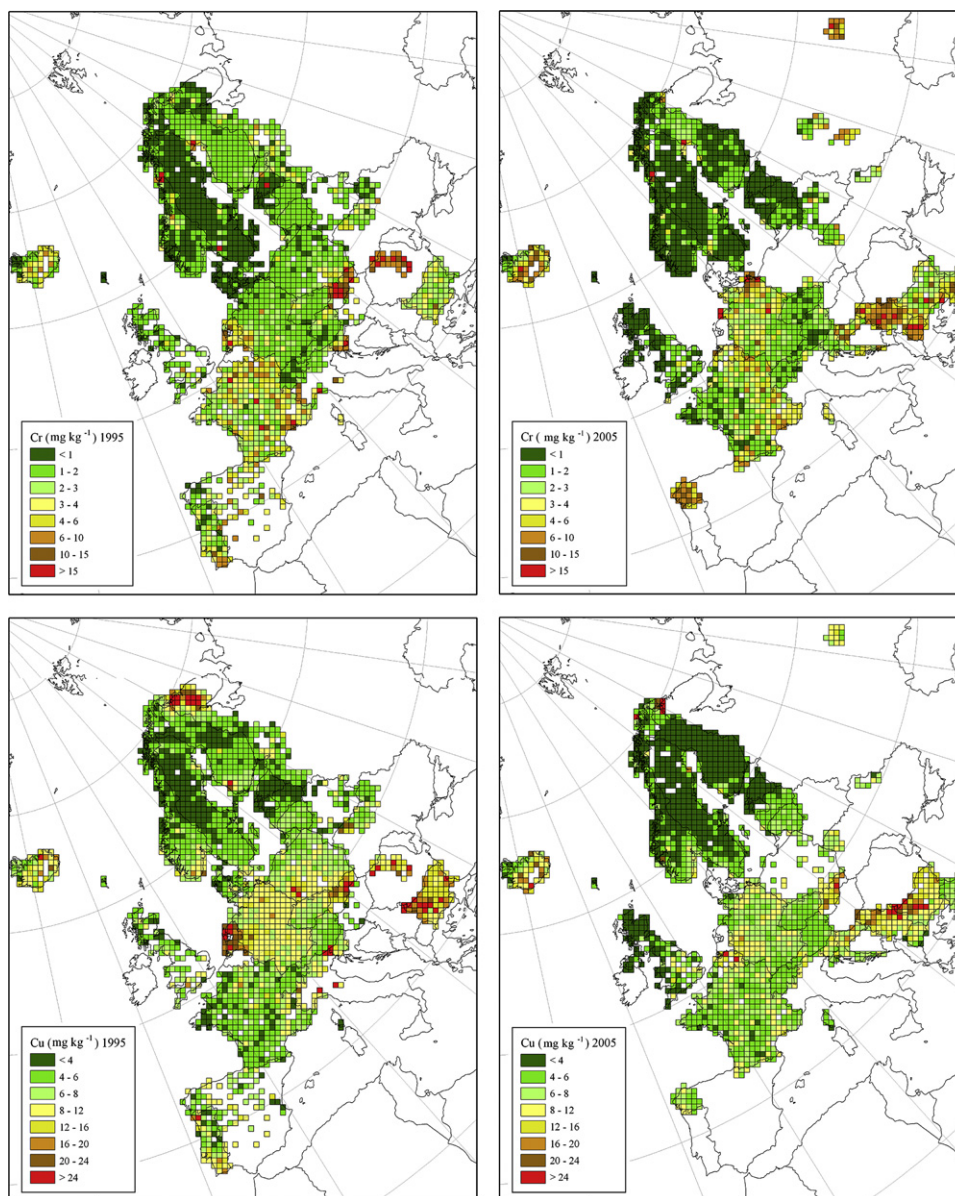 Cr (mg kg⁻¹) 1995
< 1
1 - 2
2 - 3
3 - 4
4 - 6
6 - 10
10 - 15
> 15
Cr (mg kg⁻¹) 2005
< 1
1 - 2
2 - 3
3 - 4
4 - 6
6 - 10
10 - 15
> 15
Cu (mg kg⁻¹) 1995
< 4
4 - 6
6 - 8
8 - 12
12 - 16
16 - 20
20 - 24
> 24
Cu (mg kg⁻¹) 2005
< 4
4 - 6
6 - 8
8 - 12
12 - 16
16 - 20
20 - 24
> 24